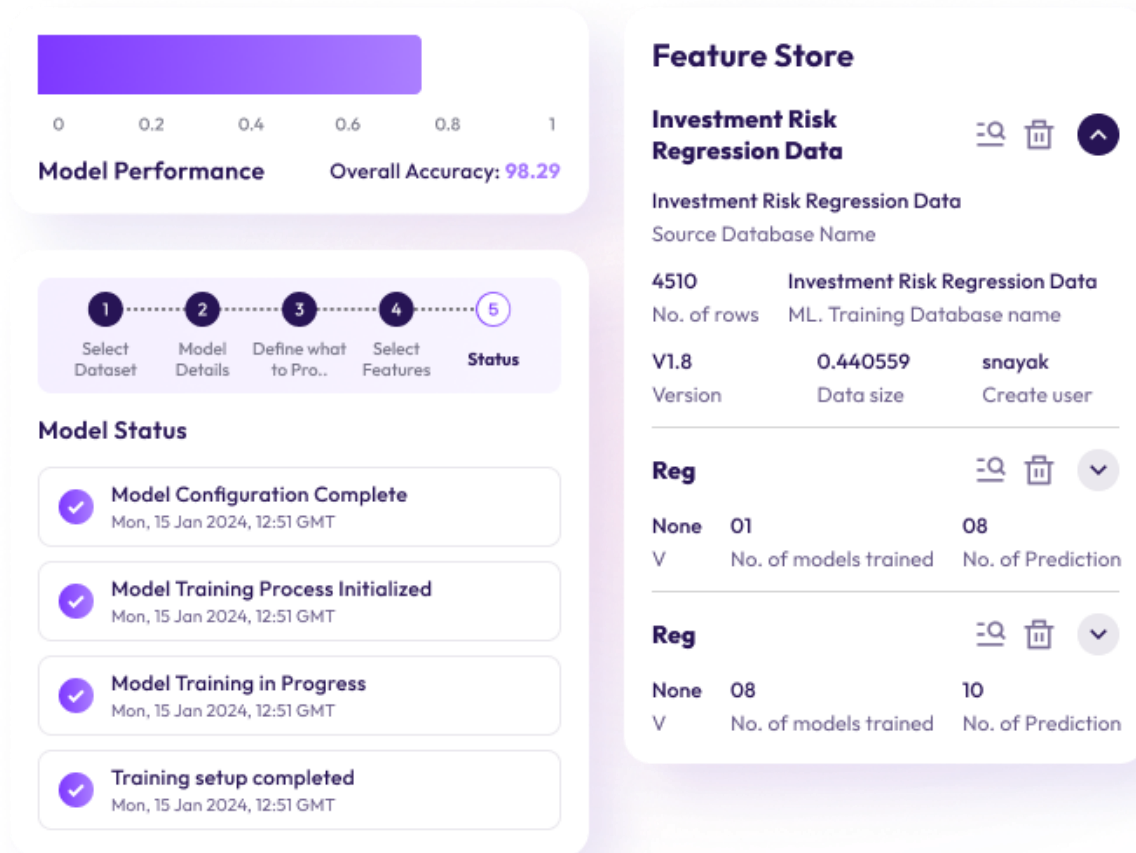 0 0.2 0.4 0.6 0.8 1
Model Performance Overall Accuracy: 98.29
1 2 3 4 5
Select Dataset
Model Details
Define what to Pro..
Select Features
Status
Model Status
Model Configuration Complete
Mon, 15 Jan 2024, 12:51 GMT
Model Training Process Initialized
Mon, 15 Jan 2024, 12:51 GMT
Model Training in Progress
Mon, 15 Jan 2024, 12:51 GMT
Training setup completed
Mon, 15 Jan 2024, 12:51 GMT
Feature Store
Investment Risk
Regression Data
Investment Risk Regression Data
Source Database Name
4510 Investment Risk Regression Data
No. of rows ML. Training Database name
V1.8 0.440559 snayak
Version Data size Create user
Reg
None 01 08
V No. of models trained No. of Prediction
Reg
None 08 10
V No. of models trained No. of Prediction